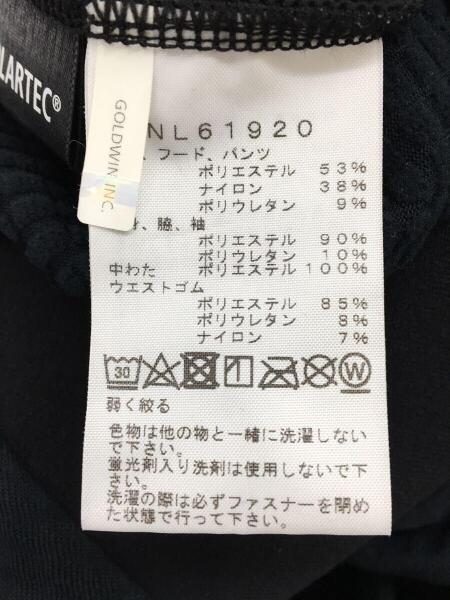 LARTEC®
GOLDWIN INC.
NL61920
、フード、パンツ
ポリエステル 53%
ナイロン 38%
ポリウレタン 9%
、脇、袖
ポリエステル 90%
ポリウレタン 10%
中わた ポリエステル 100%
ウエストゴム
ポリエステル 85%
ポリウレタン 8%
ナイロン 7%
30 W
弱く絞る
色物は他の物と一緒に洗濯しない
で下さい。
蛍光剤入り洗剤は使用しないで下
さい。
洗濯の際は必ずファスナーを閉め
た状態で行って下さい。